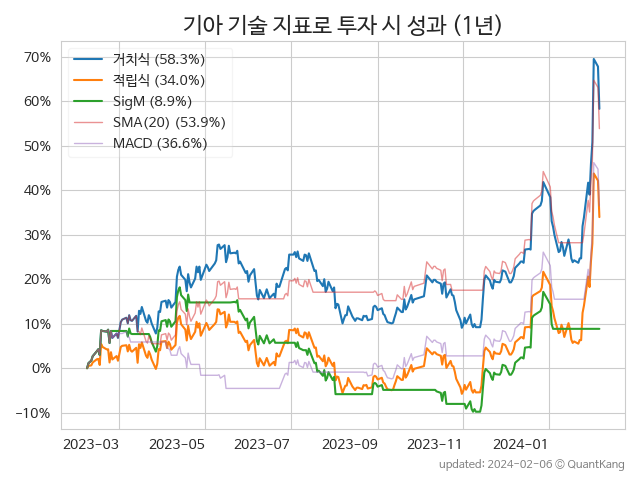 기아 기술 지표로 투자 시 성과 (1년)
거치식 (58.3%)
적립식 (34.0%)
SigM (8.9%)
SMA(20) (53.9%)
MACD (36.6%)
70%
60%
50%
40%
30%
20%
10%
0%
−10%
2023-03 2023-05 2023-07 2023-09 2023-11 2024-01
updated: 2024-02-06 © QuantKang